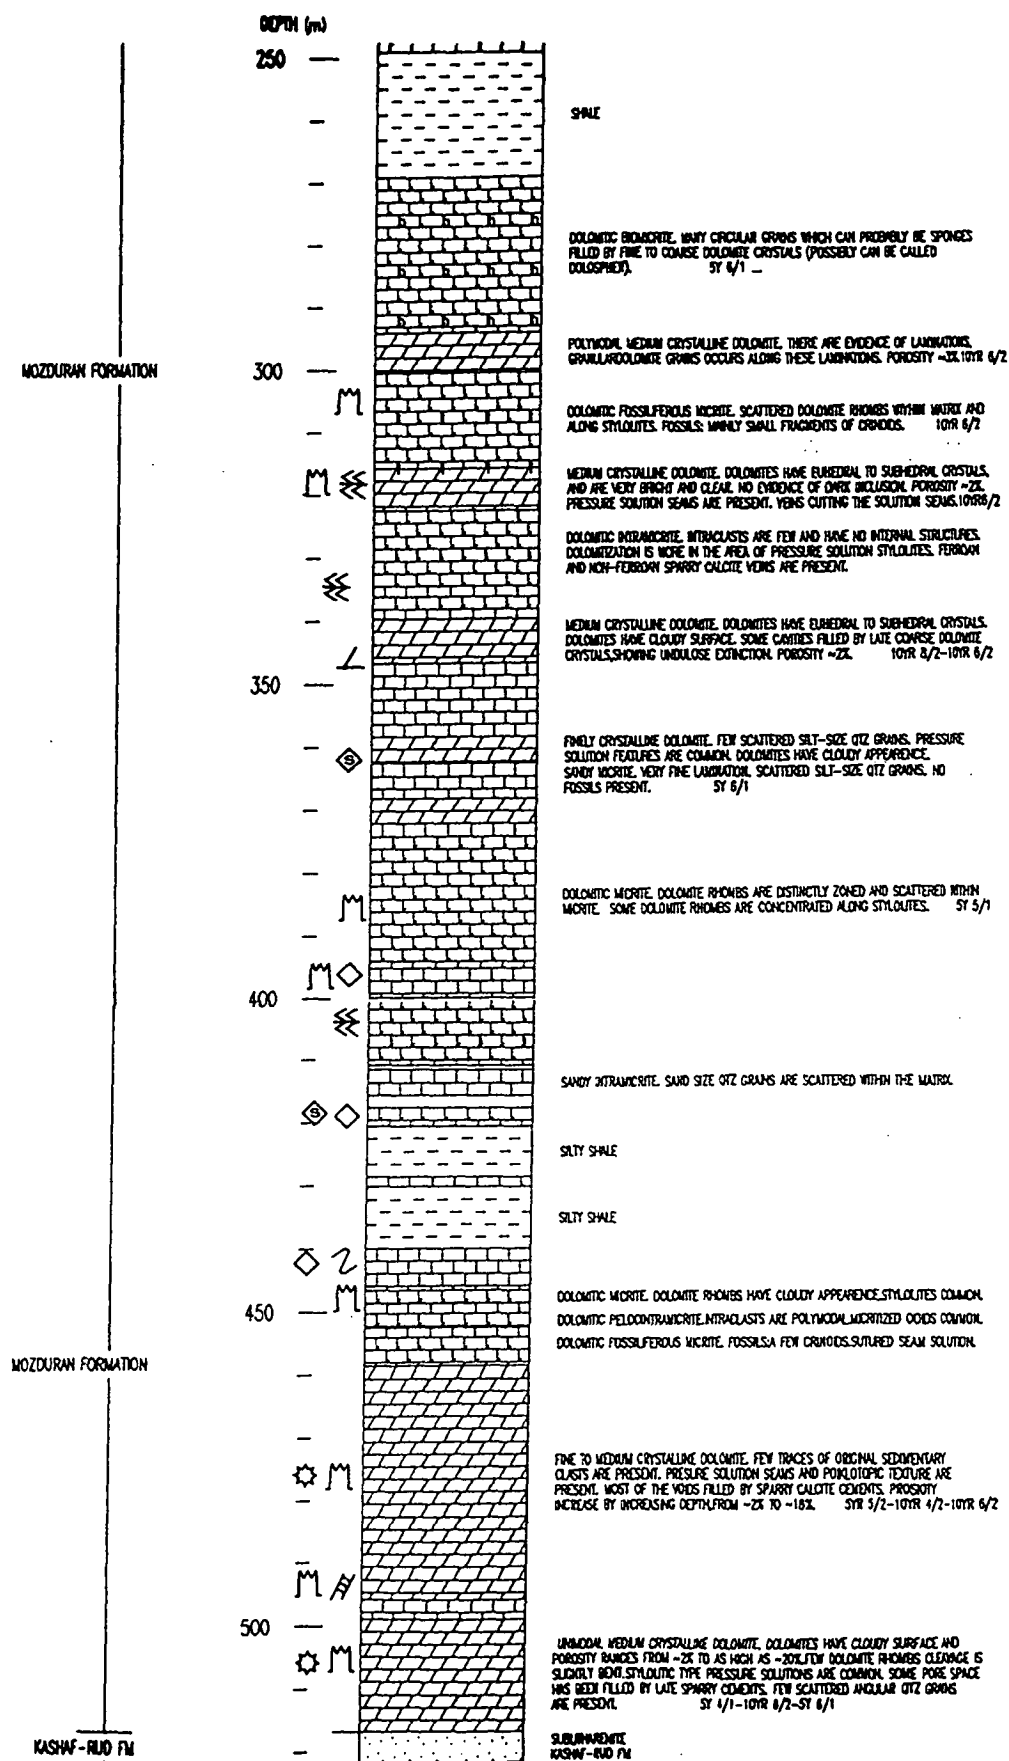 DEPTH (m)
250
SHALE
DOLOMITIC BIOMICRITE. MANY CIRCULAR GRAINS WHICH CAN PROBABLY BE SPONGES
FILLED BY FINE TO COARSE DOLOMITE CRYSTALS (POSSIBLY CAN BE CALLED
DOLOSPHER). 5Y 6/1
POLYMODAL MEDIUM CRYSTALLINE DOLOMITE. THERE ARE EVIDENCE OF LAMINATIONS.
GRANULARDOLOMITE GRAINS OCCURS ALONG THESE LAMINATIONS. POROSITY ~3%.10YR 6/2
MOZDURAN FORMATION
300
DOLOMITIC FOSSILIFEROUS MICRITE. SCATTERED DOLOMITE RHOMBS WITHIN MATRIX AND
ALONG STYLOLITES. FOSSILS: MAINLY SMALL FRAGMENTS OF CRINOIDS. 10YR 6/2
MEDIUM CRYSTALLINE DOLOMITE. DOLOMITES HAVE EUHEDRAL TO SUBHEDRAL CRYSTALS,
AND ARE VERY BRIGHT AND CLEAR. NO EVIDENCE OF DARK INCLUSION. POROSITY ~2%.
PRESSURE SOLUTION SEAMS ARE PRESENT. VEINS CUTTING THE SOLUTION SEAMS.10YR6/2
DOLOMITIC INTRAMICRITE. INTRACLASTS ARE FEW AND HAVE NO INTERNAL STRUCTURES.
DOLOMITIZATION IS MORE IN THE AREA OF PRESSURE SOLUTION STYLOLITES. FERROAN
AND NON-FERROAN SPARRY CALCITE VEINS ARE PRESENT.
MEDIUM CRYSTALLINE DOLOMITE. DOLOMITES HAVE EUHEDRAL TO SUBHEDRAL CRYSTALS.
DOLOMITES HAVE CLOUDY SURFACE. SOME CAVITIES FILLED BY LATE COARSE DOLOMITE
CRYSTALS,SHOWING UNDULOSE EXTINCTION. POROSITY ~2%. 10YR 8/2-10YR 6/2
350
FINELY CRYSTALLINE DOLOMITE. FEW SCATTERED SILT-SIZE QTZ GRAINS. PRESSURE
SOLUTION FEATURES ARE COMMON. DOLOMITES HAVE CLOUDY APPEARENCE.
S
SANDY MICRITE. VERY FINE LAMINATION. SCATTERED SILT-SIZE QTZ GRAINS. NO
FOSSILS PRESENT. 5Y 6/1
DOLOMITIC MICRITE. DOLOMITE RHOMBS ARE DISTINCTLY ZONED AND SCATTERED WITHIN
MICRITE. SOME DOLOMITE RHOMBS ARE CONCENTRATED ALONG STYLOLITES. 5Y 5/1
400
SANDY INTRAMICRITE. SAND SIZE QTZ GRAINS ARE SCATTERED WITHIN THE MATRIX.
S
SILTY SHALE
SILTY SHALE
DOLOMITIC MICRITE. DOLOMITE RHOMBS HAVE CLOUDY APPEARENCE.STYLOLITES COMMON.
450
DOLOMITIC PELOOINTRAMICRITE.INTRACLASTS ARE POLYMODAL.MICRITIZED OOIDS COMMON.
DOLOMITIC FOSSILIFEROUS MICRITE. FOSSILS:A FEW CRINOIDS.SUTURED SEAM SOLUTION.
MOZDURAN FORMATION
FINE TO MEDIUM CRYSTALLINE DOLOMITE. FEW TRACES OF ORIGINAL SEDIMENTARY
CLASTS ARE PRESENT. PRESURE SOLUTION SEAMS AND POIKLOTOPIC TEXTURE ARE
PRESENT. MOST OF THE VOIDS FILLED BY SPARRY CALCITE CEMENTS. PROSIOTY
INCREASE BY INCREASING DEPTH,FROM ~2% TO ~18%. 5YR 5/2-10YR 4/2-10YR 6/2
500
UNIMODAL MEDIUM CRYSTALLINE DOLOMITE. DOLOMITES HAVE CLOUDY SURFACE AND
POROSITY RANGES FROM ~2% TO AS HIGH AS ~20%.FEW DOLOMITE RHOMBS CLEAVAGE IS
SLIGHTLY BENT.STYLOLITIC TYPE PRESSURE SOLUTIONS ARE COMMON. SOME PORE SPACE
HAS BEEN FILLED BY LATE SPARRY CEMENTS. FEW SCATTERED ANGULAR QTZ GRAINS
ARE PRESENT. 5Y 4/1-10YR 8/2-5Y 6/1
SUBLITHARENITE
KASHAF-RUD FM
KASHAF-RUD FM